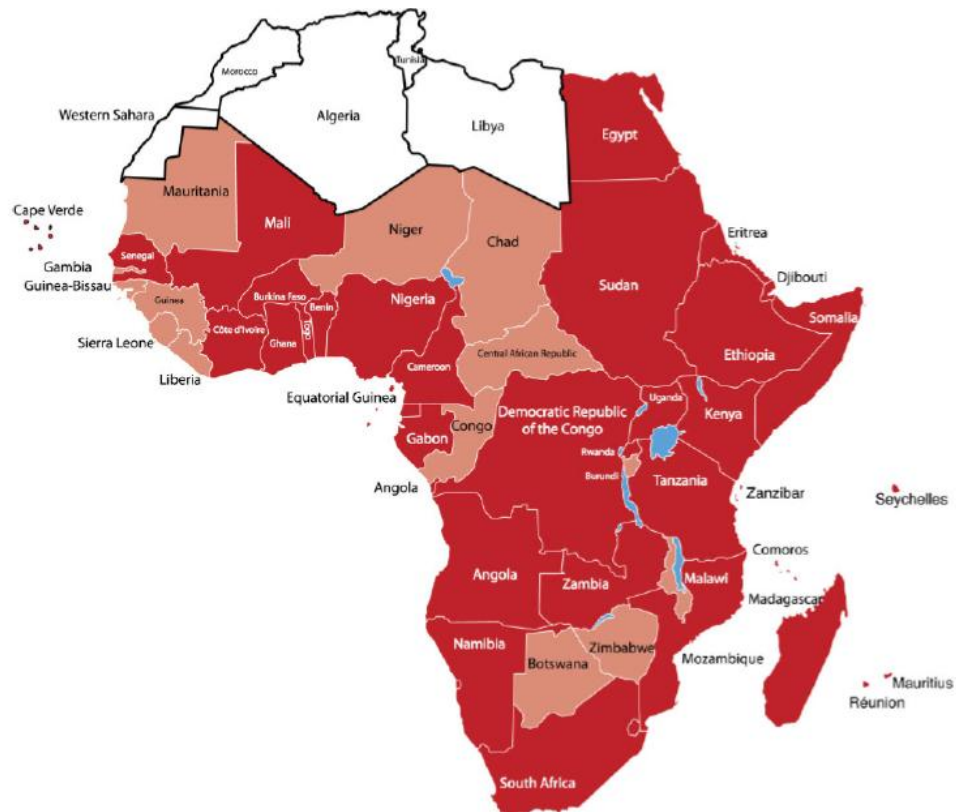 Morocco
Tunisia
Western Sahara
Algeria
Libya
Egypt
Mauritania
Cape Verde
Mali
Niger
Chad
Eritrea
Senegal
Gambia
Sudan
Djibouti
Guinea-Bissau
Guinea
Burkina Faso
Benin
Nigeria
Somalia
Côte d'Ivoire
Ghana
Togo
Sierra Leone
Ethiopia
Central African Republic
Liberia
Cameroon
Equatorial Guinea
Uganda
Democratic Republic
of the Congo
Kenya
Congo
Gabon
Rwanda
Burundi
Tanzania
Angola
Zanzibar
Seychelles
Comoros
Angola
Zambia
Malawi
Madagascar
Namibia
Zimbabwe
Botswana
Mozambique
Mauritius
Réunion
South Africa